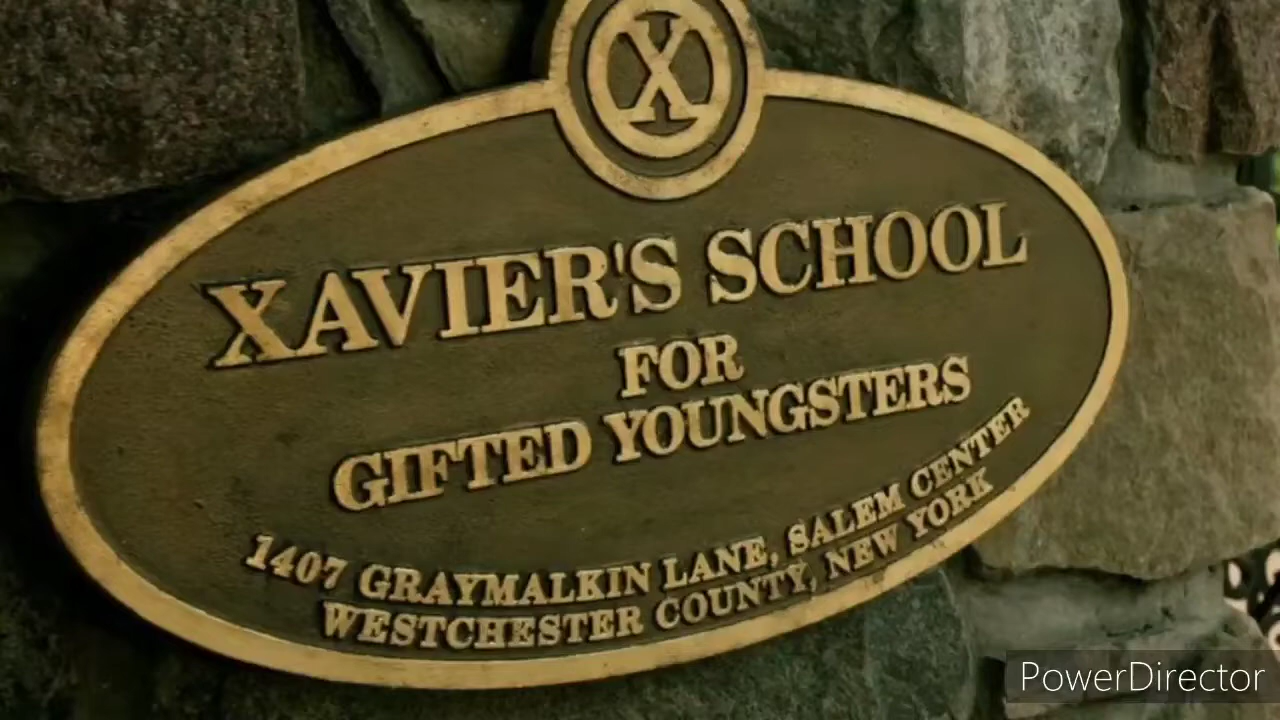 X
XAVIER'S SCHOOL
FOR
GIFTED YOUNGSTERS
1407 GRAYMALKIN LANE, SALEM CENTER
WESTCHESTER COUNTY, NEW YORK
PowerDirector